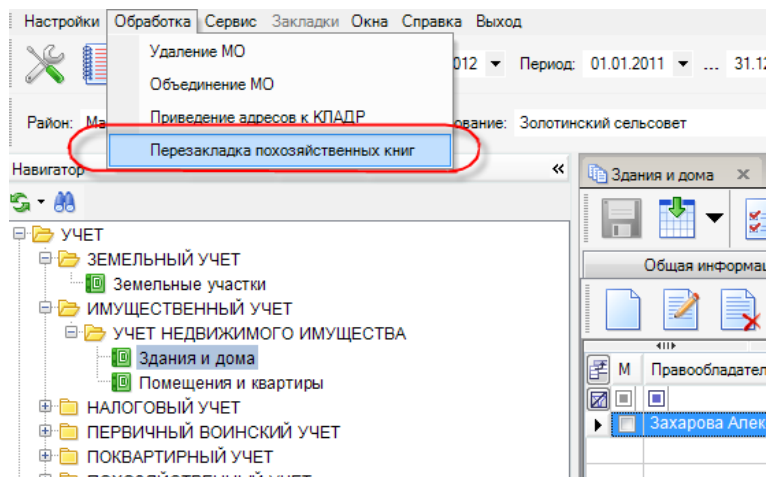 Настройки Обработка Сервис Закладки Окна Справка Выход
Удаление МО
012 Период: 01.01.2011 ... 31.12
Объединение МО
Район: Ма
Приведение адресов к КЛАДР
ование: Золотинский сельсовет
Перезакладка похозяйственных книг
Навигатор
Здания и дома
УЧЕТ
ЗЕМЕЛЬНЫЙ УЧЕТ
Общая информац
Земельные участки
ИМУЩЕСТВЕННЫЙ УЧЕТ
УЧЕТ НЕДВИЖИМОГО ИМУЩЕСТВА
Здания и дома
М Правообладател
Помещения и квартиры
НАЛОГОВЫЙ УЧЕТ
Захарова Алек
ПЕРВИЧНЫЙ ВОИНСКИЙ УЧЕТ
ПОКВАРТИРНЫЙ УЧЕТ
ПОХОЗЯЙСТВЕННЫЙ УЧЕТ